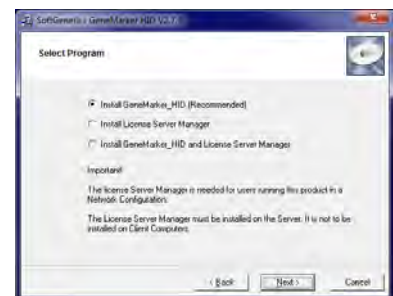 SoftGenetics GeneMarker HID V2.7.
Select Program
Install GeneMarker_HID (Recommended)
Install License Server Manager
Install GeneMarker_HID and License Server Manager
Important!
The license Server Manager is needed for users running this product in a
Network Configuration.
The License Server Manager must be installed on the Server. It is not to be
installed on Client Computers.
< Back
Next >
Cancel